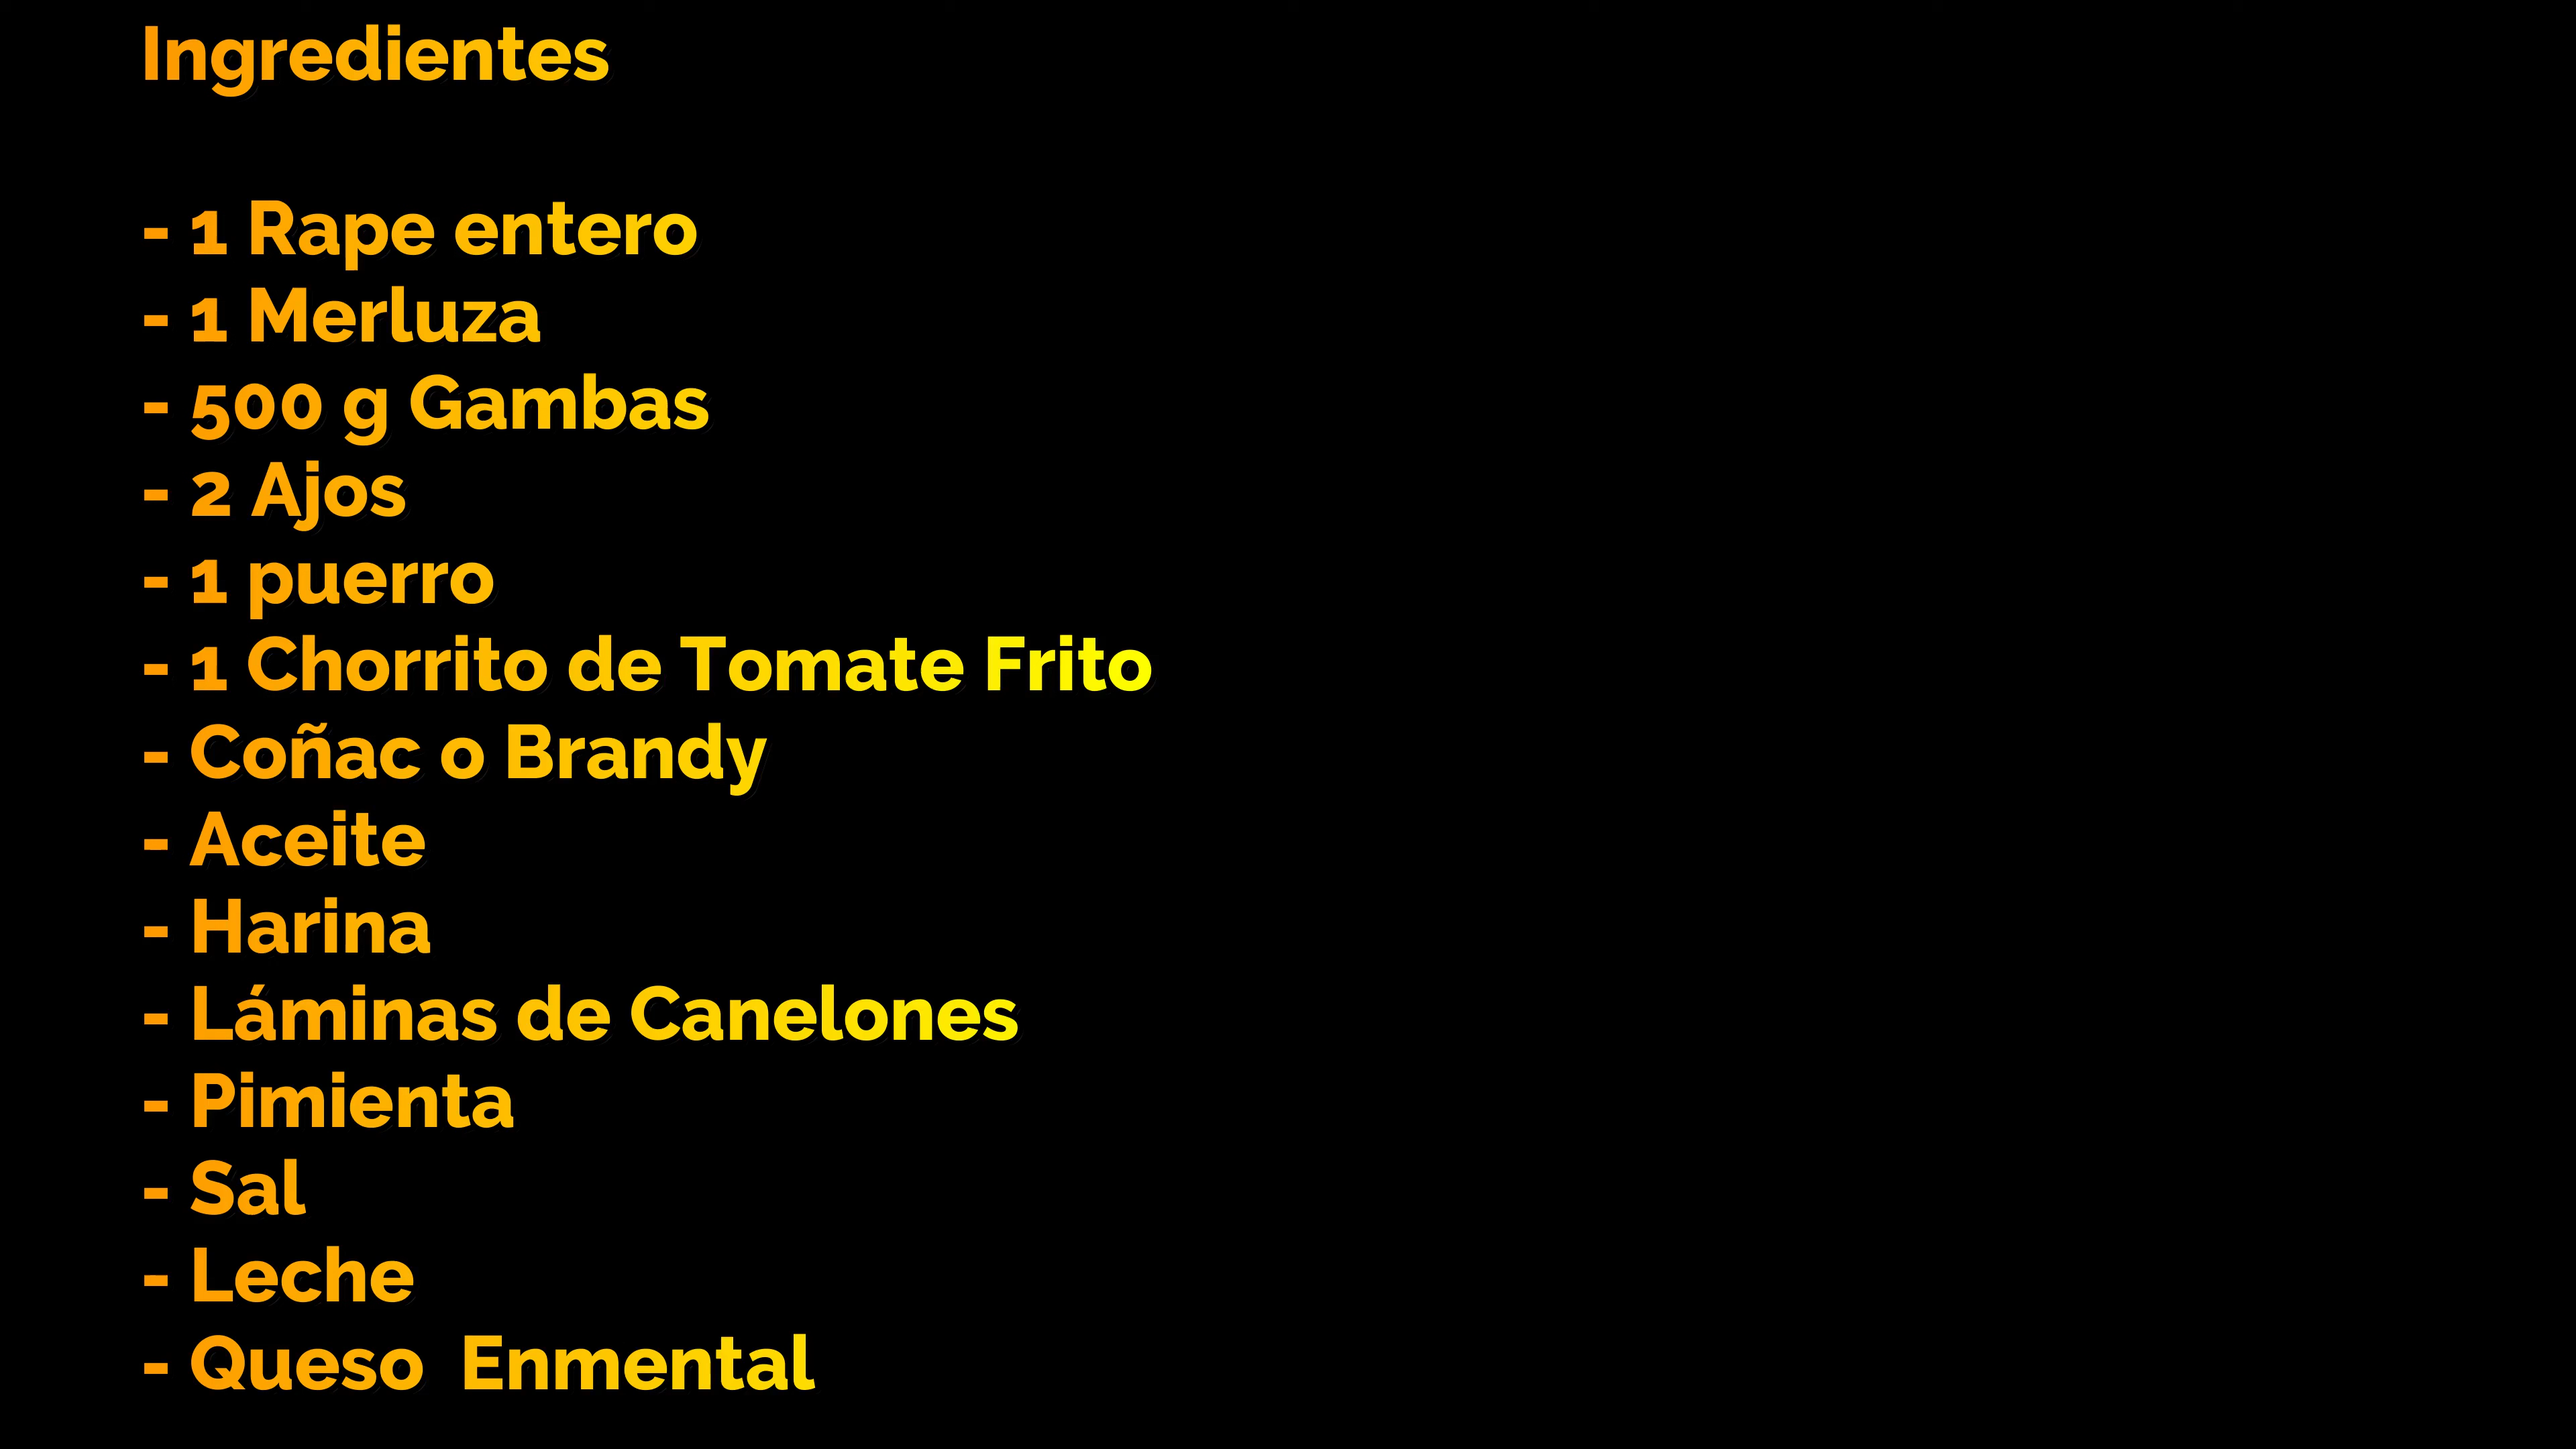 Ingredientes
- 1 Rape entero
- 1 Merluza
- 500 g Gambas
- 2 Ajos
- 1 puerro
- 1 Chorrito de Tomate Frito
- Coñac o Brandy
- Aceite
- Harina
- Láminas de Canelones
- Pimienta
- Sal
- Leche
- Queso  Enmental